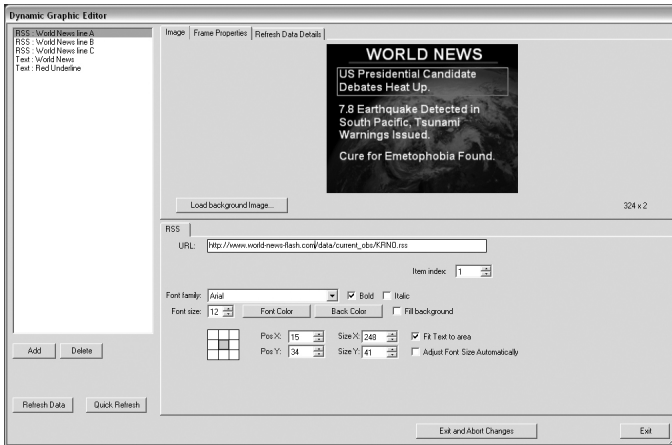 Dynamic Graphic Editor
RSS : World News line A
RSS : World News line B
RSS : World News line C
Text : World News
Text : Red Underline
Add
Delete
Refresh Data
Quick Refresh
Image
Frame Properties
Refresh Data Details
WORLD NEWS
US Presidential Candidate
Debates Heat Up.
7.8 Earthquake Detected in
South Pacific, Tsunami
Warnings Issued.
Cure for Emetophobia Found.
Load background Image...
324 x 2
RSS
URL: http://www.world-news-flash.com/data/current_obs/KRNO.rss
Item index: 1
Font family: Arial Bold Italic
Font size: 12 Font Color Back Color Fill background
Pos X: 15 Size X: 248 Fit Text to area
Pos Y: 34 Size Y: 41 Adjust Font Size Automatically
Exit and Abort Changes
Exit